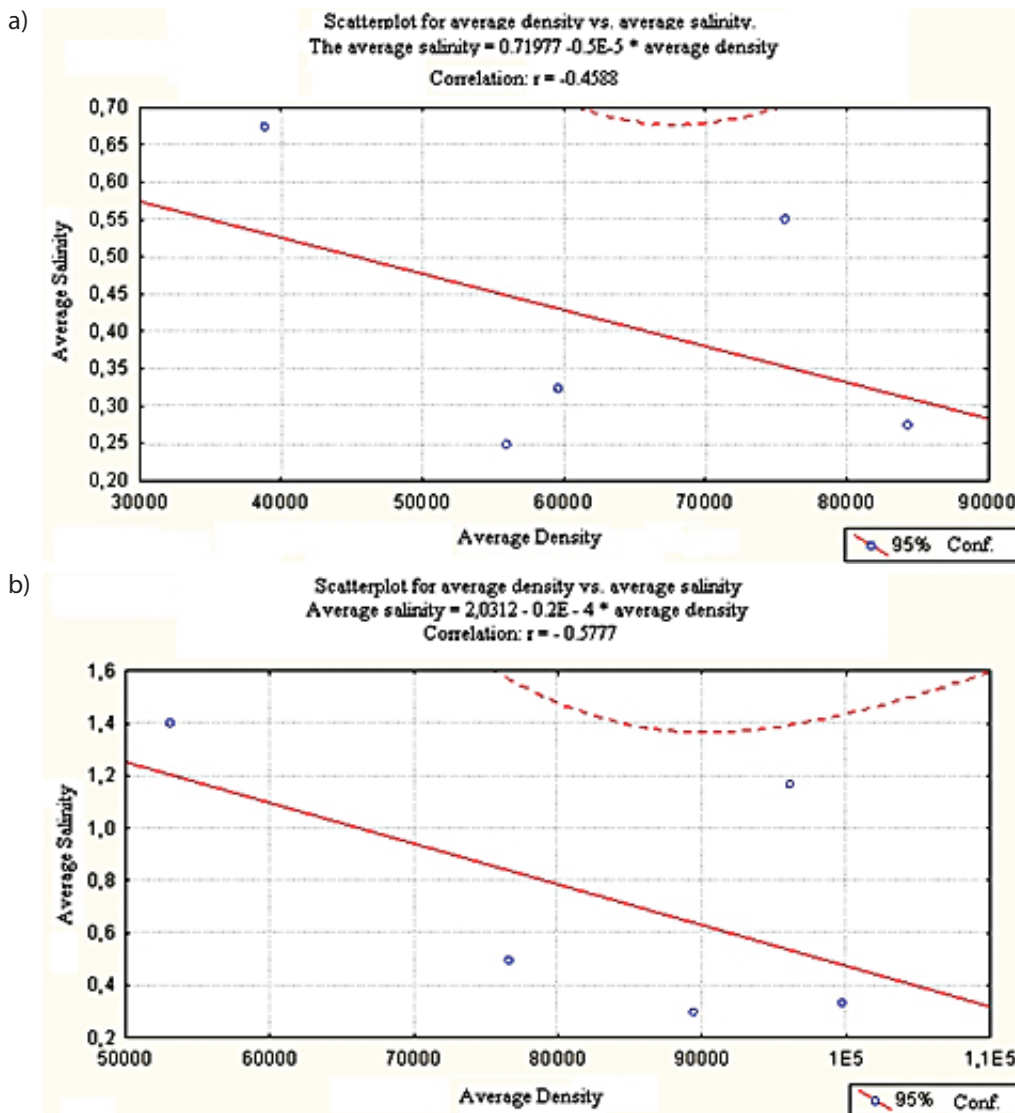 a)
Scatterplot for average density vs. average salinity.
The average salinity = 0.71977 -0.5E-5 * average density
Correlation: r = -0.4588
0,70
0,65
0,60
0,55
0,50
0,45
0,40
0,35
0,30
0,25
0,20
Average Salinity
30000 40000 50000 60000 70000 80000 90000
Average Density
95% Conf.
b)
Scatterplot for average density vs. average salinity
Average salinity = 2,0312 - 0.2E - 4 * average density
Correlation: r = - 0.5777
1,6
1,4
1,2
1,0
0,8
0,6
0,4
0,2
Average Salinity
50000 60000 70000 80000 90000 1E5 1,1E5
Average Density
95% Conf.